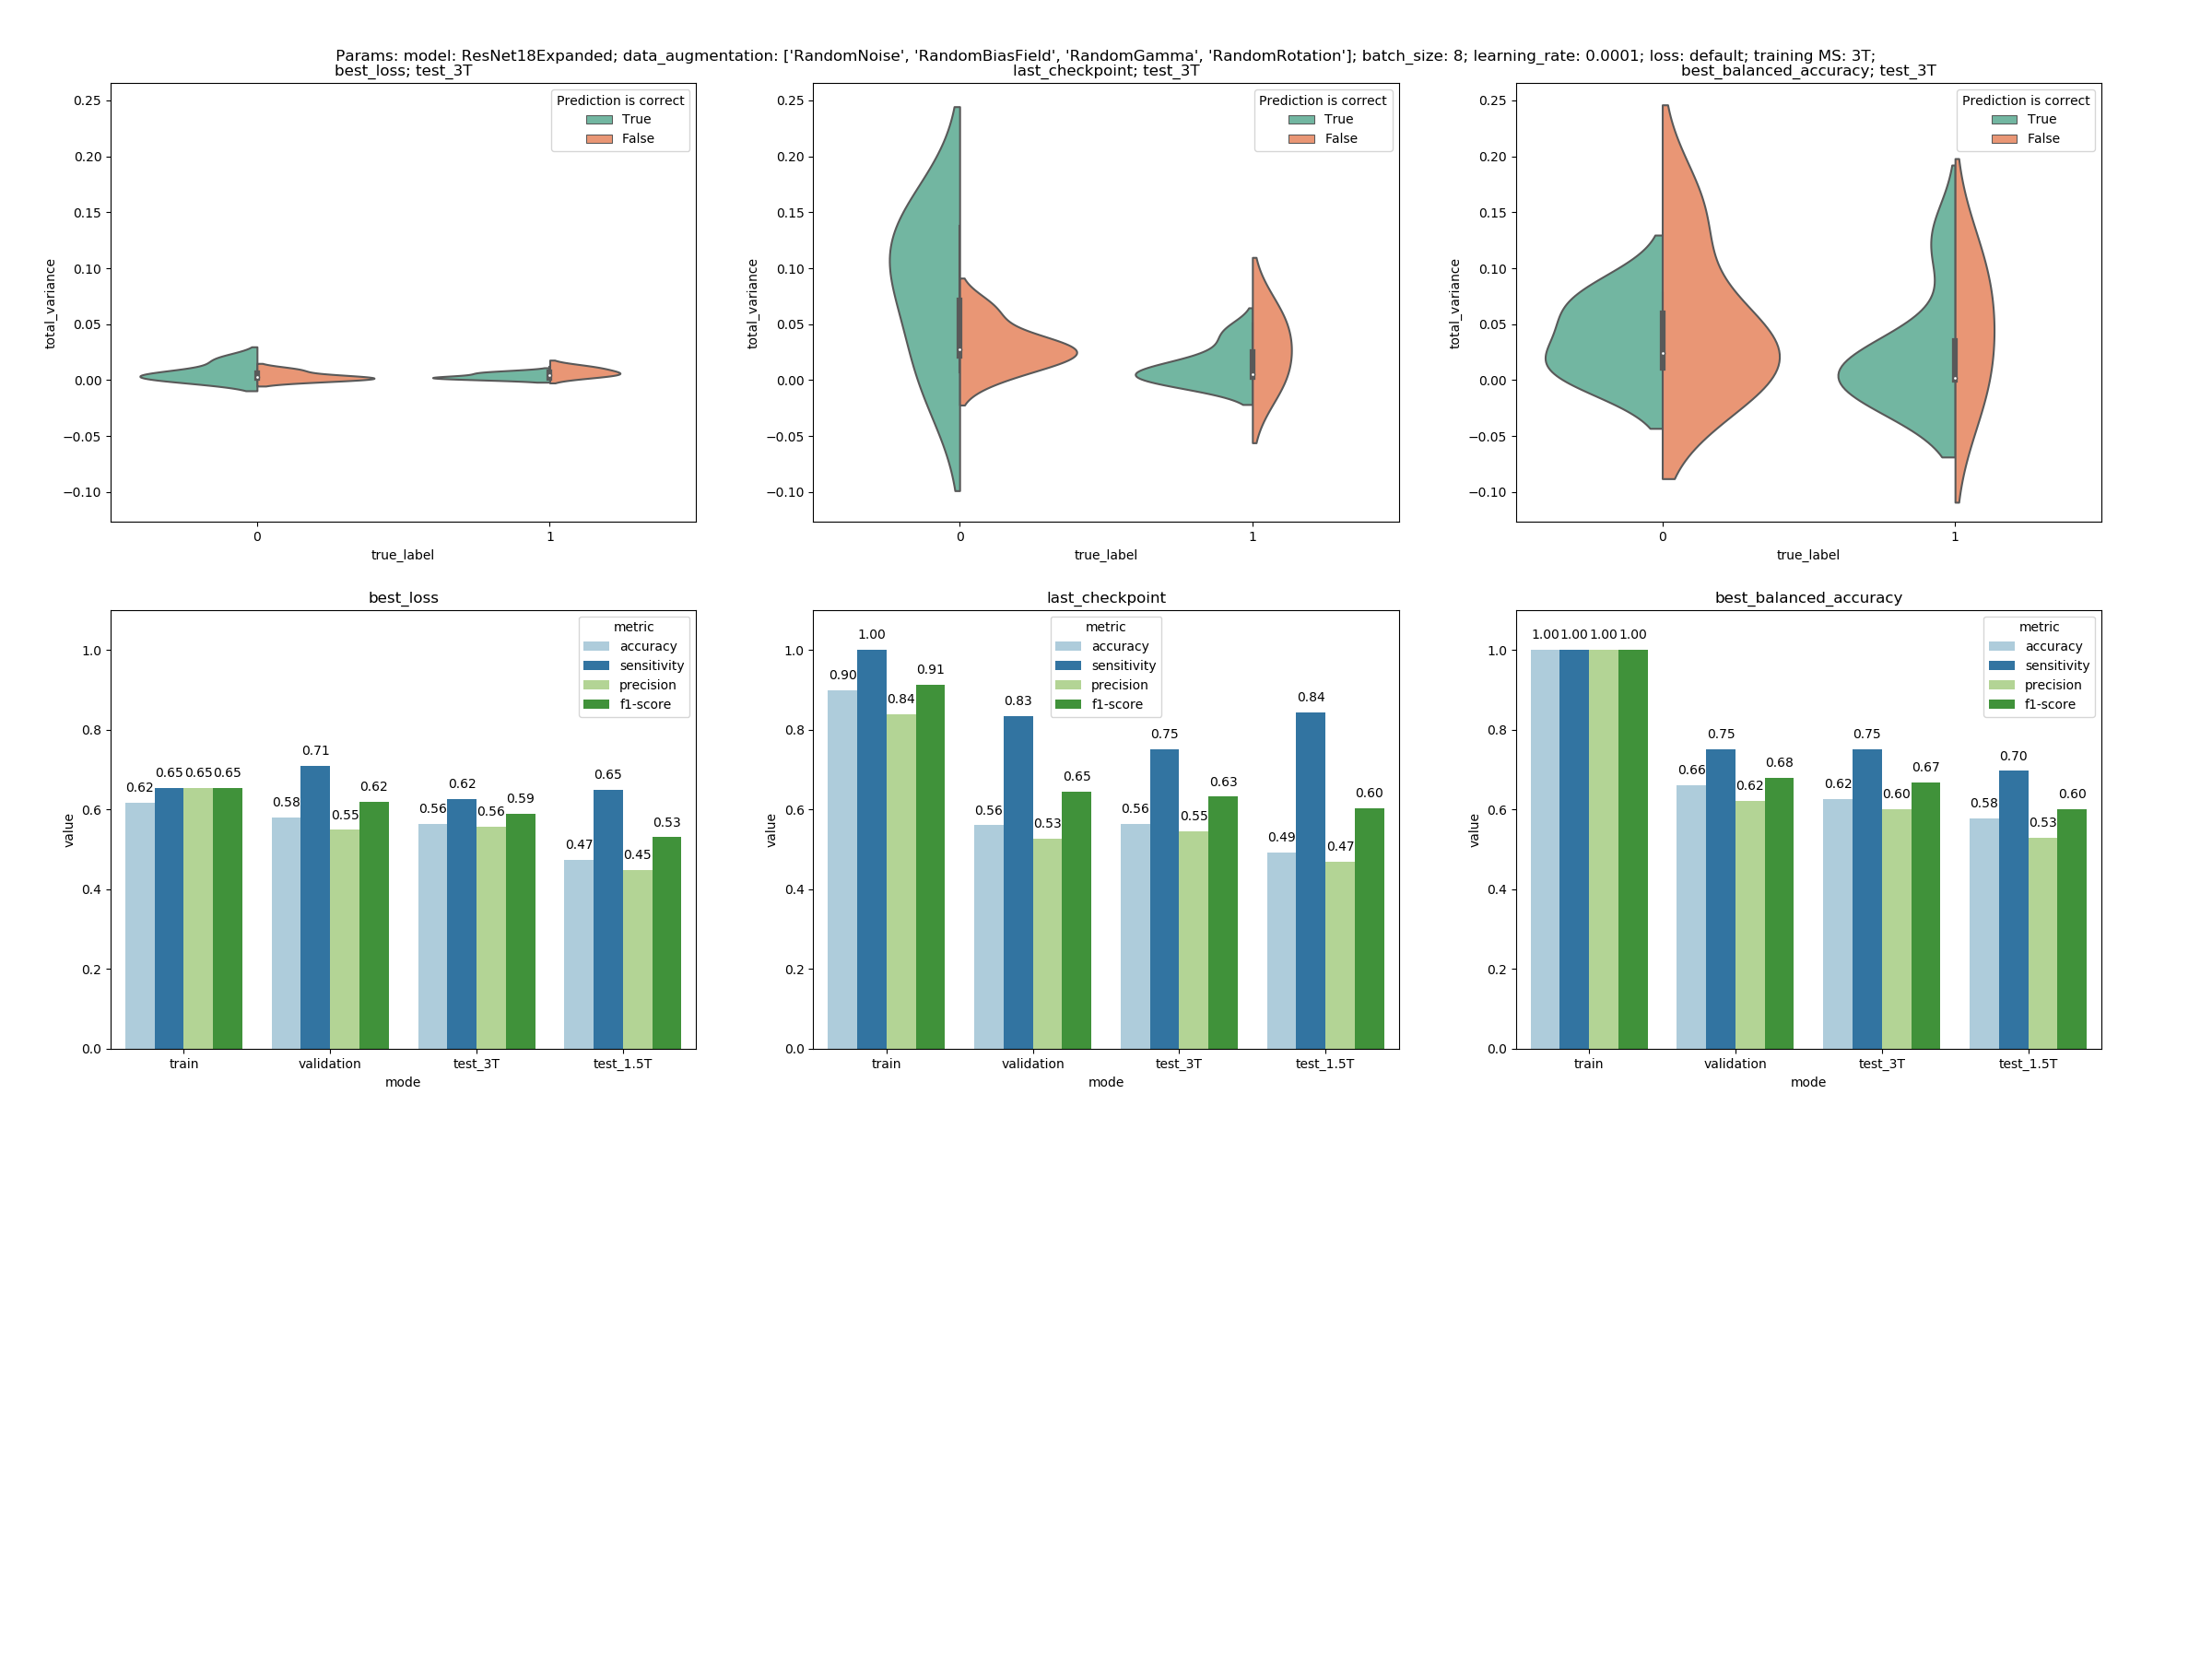 Params: model: ResNet18Expanded; data_augmentation: ['RandomNoise', 'RandomBiasField', 'RandomGamma', 'RandomRotation']; batch_size: 8; learning_rate: 0.0001; loss: default; training MS: 3T;
best_loss; test_3T
Prediction is correct
True
False
0.25
0.20
0.15
0.10
0.05
0.00
−0.05
−0.10
total_variance
0 1
true_label
last_checkpoint; test_3T
Prediction is correct
True
False
0.25
0.20
0.15
0.10
0.05
0.00
−0.05
−0.10
total_variance
0 1
true_label
best_balanced_accuracy; test_3T
Prediction is correct
True
False
0.25
0.20
0.15
0.10
0.05
0.00
−0.05
−0.10
total_variance
0 1
true_label
best_loss
metric
accuracy
sensitivity
precision
f1-score
1.0
0.8
0.6
0.4
0.2
0.0
value
0.62 0.65 0.65 0.65
0.58 0.71 0.55 0.62
0.56 0.62 0.56 0.59
0.47 0.65 0.45 0.53
train validation test_3T test_1.5T
mode
last_checkpoint
metric
accuracy
sensitivity
precision
f1-score
1.0
0.8
0.6
0.4
0.2
0.0
value
0.90 1.00 0.84 0.91
0.56 0.83 0.53 0.65
0.56 0.75 0.55 0.63
0.49 0.84 0.47 0.60
train validation test_3T test_1.5T
mode
best_balanced_accuracy
metric
accuracy
sensitivity
precision
f1-score
1.0
0.8
0.6
0.4
0.2
0.0
value
1.00 1.00 1.00 1.00
0.66 0.75 0.62 0.68
0.62 0.75 0.60 0.67
0.58 0.70 0.53 0.60
train validation test_3T test_1.5T
mode